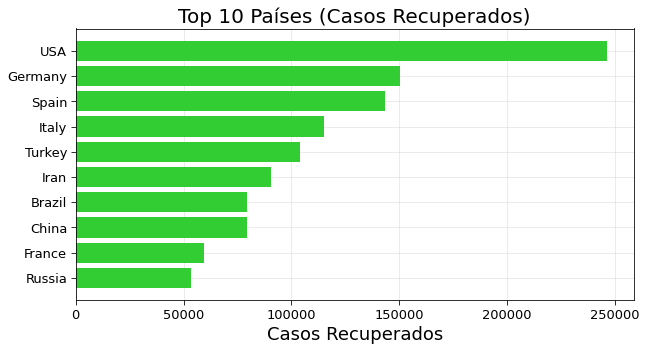 Top 10 Países (Casos Recuperados)
USA
Germany
Spain
Italy
Turkey
Iran
Brazil
China
France
Russia
0 50000 100000 150000 200000 250000
Casos Recuperados